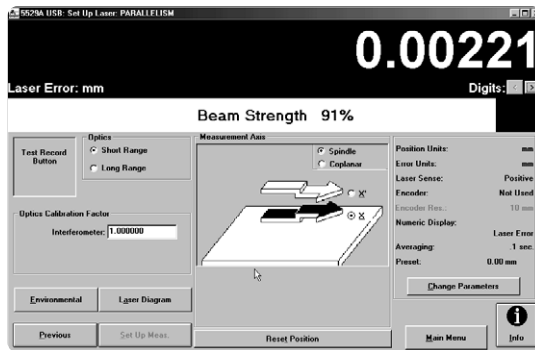 5529A USB: Set Up Laser: PARALLELISM
0.00221
Laser Error: mm
Digits: < >
Beam Strength 91%
Test Record Button
Optics
Short Range
Long Range
Optics Calibration Factor
Interferometer: 1.000000
Environmental
Laser Diagram
Previous
Set Up Meas.
Measurement Axis
Spindle
Coplanar
X'
X
Reset Position
Position Units: mm
Error Units: mm
Laser Sense: Positive
Encoder: Not Used
Encoder Res.: 10 mm
Numeric Display:
Laser Error
Averaging: .1 sec.
Preset: 0.00 mm
Change Parameters
Main Menu
Info